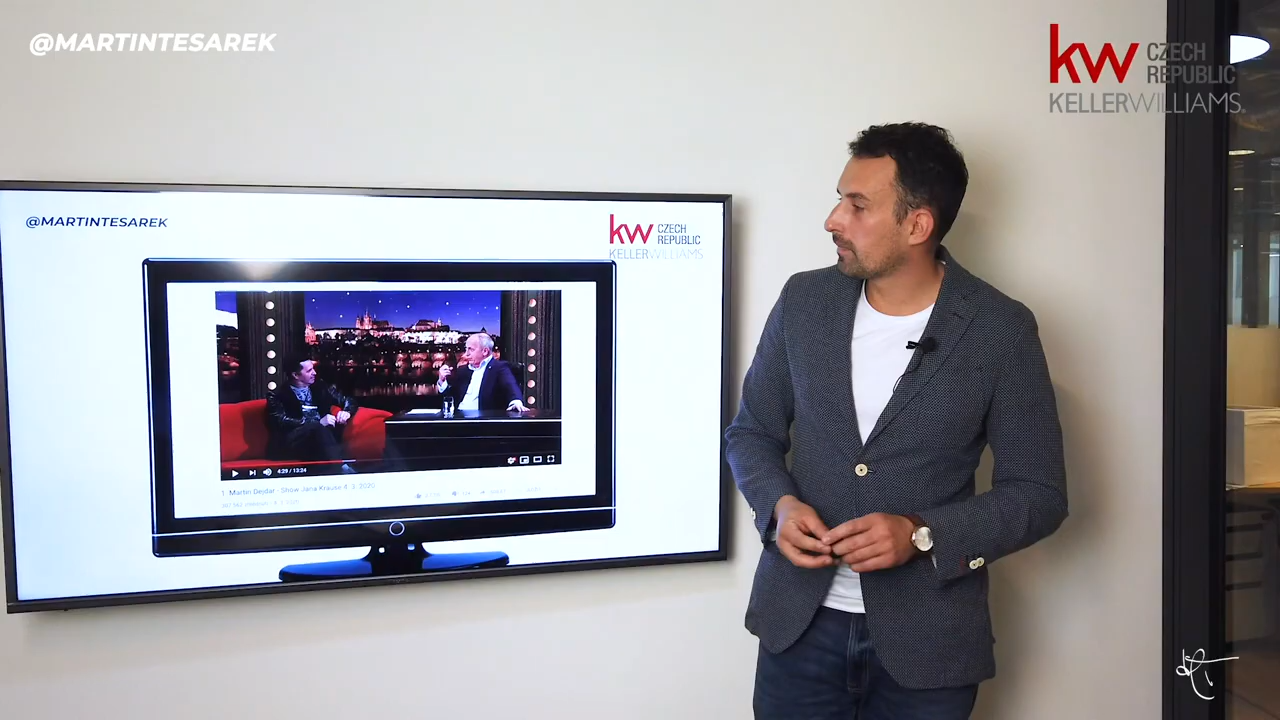 @MARTINTESAREK
kw CZECH
REPUBLIC
KELLERWILLIAMS
@MARTINTESAREK
kw CZECH
REPUBLIC
KELLERWILLIAMS
4:29 / 13:24
1. Martin Dejdar - Show Jana Krause 4. 3. 2020